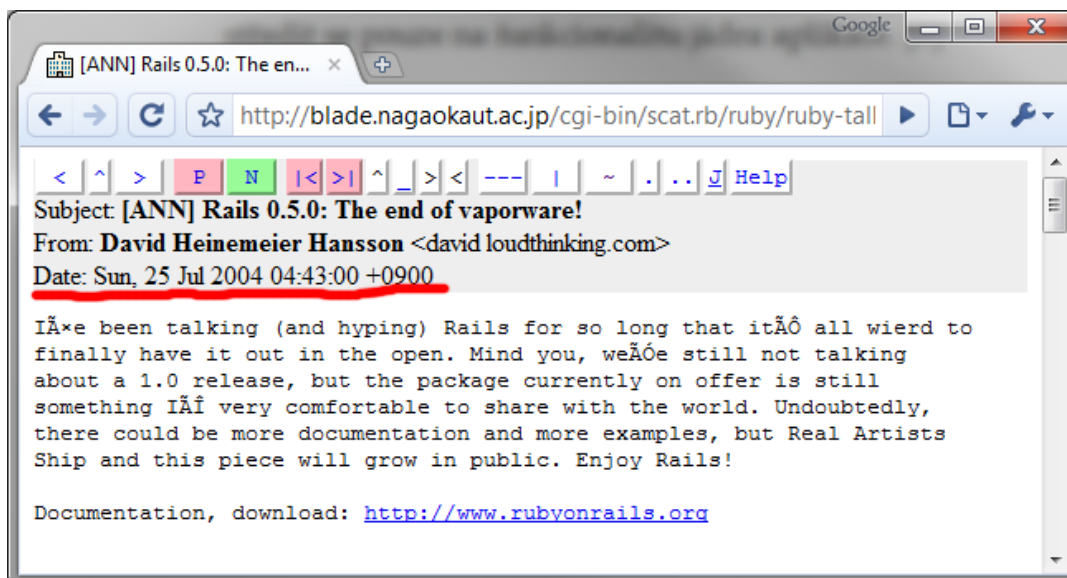 Google
[ANN] Rails 0.5.0: The en...
http://blade.nagaokaut.ac.jp/cgi-bin/scat.rb/ruby/ruby-tall
< ^ > P N |< >| ^ _ > < --- | ~ . .. J Help
Subject: [ANN] Rails 0.5.0: The end of vaporware!
From: David Heinemeier Hansson <david loudthinking.com>
Date: Sun, 25 Jul 2004 04:43:00 +0900
IÃ×e been talking (and hyping) Rails for so long that itÃÔ all wierd to
finally have it out in the open. Mind you, weÃÓe still not talking
about a 1.0 release, but the package currently on offer is still
something IÃÎ very comfortable to share with the world. Undoubtedly,
there could be more documentation and more examples, but Real Artists
Ship and this piece will grow in public. Enjoy Rails!
Documentation, download: http://www.rubyonrails.org